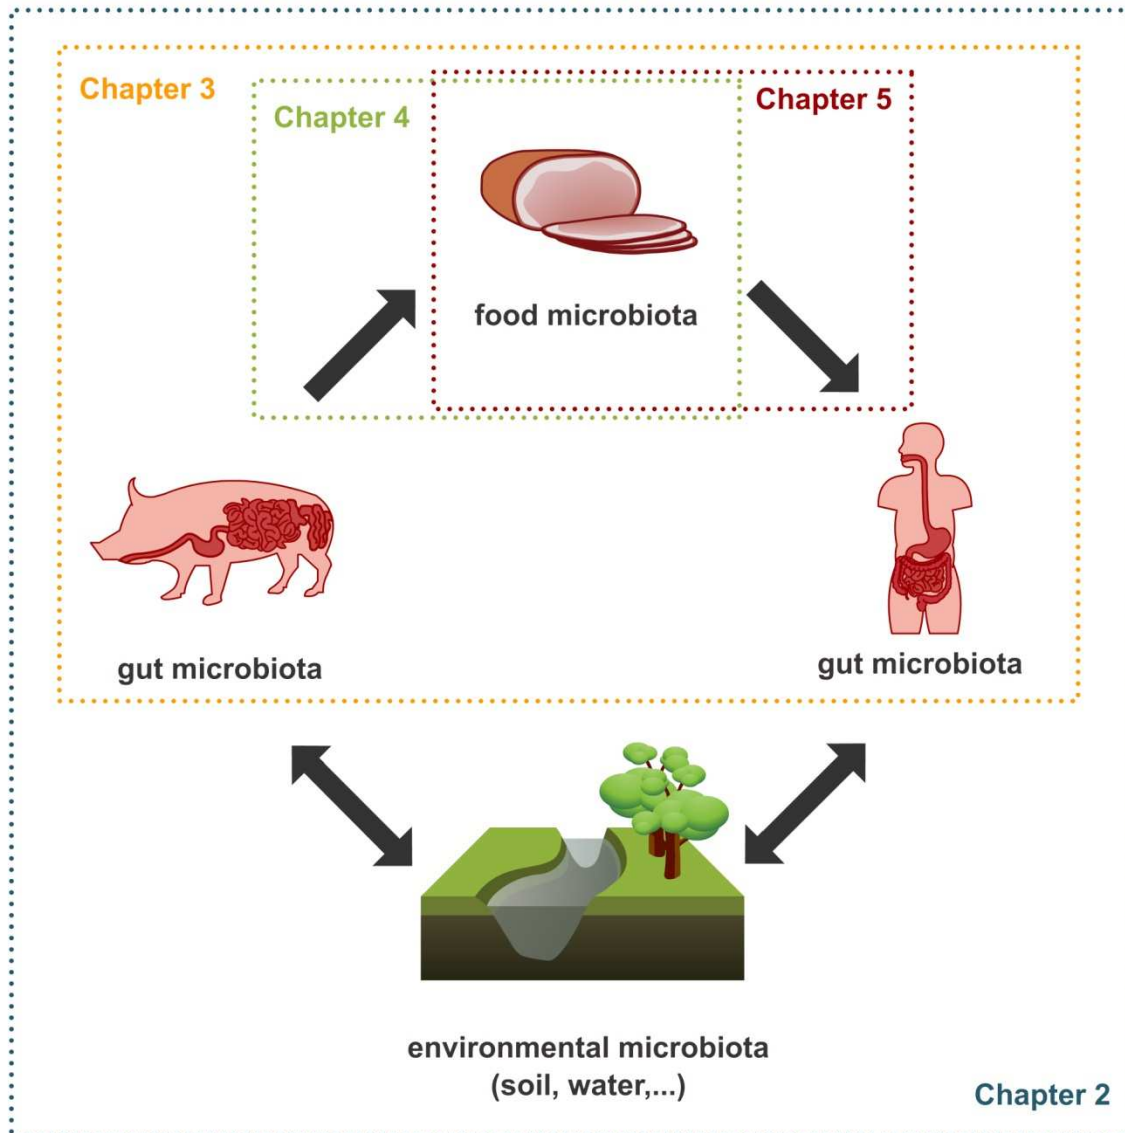 Chapter 3
Chapter 4
Chapter 5
food microbiota
gut microbiota
gut microbiota
environmental microbiota
(soil, water,...)
Chapter 2